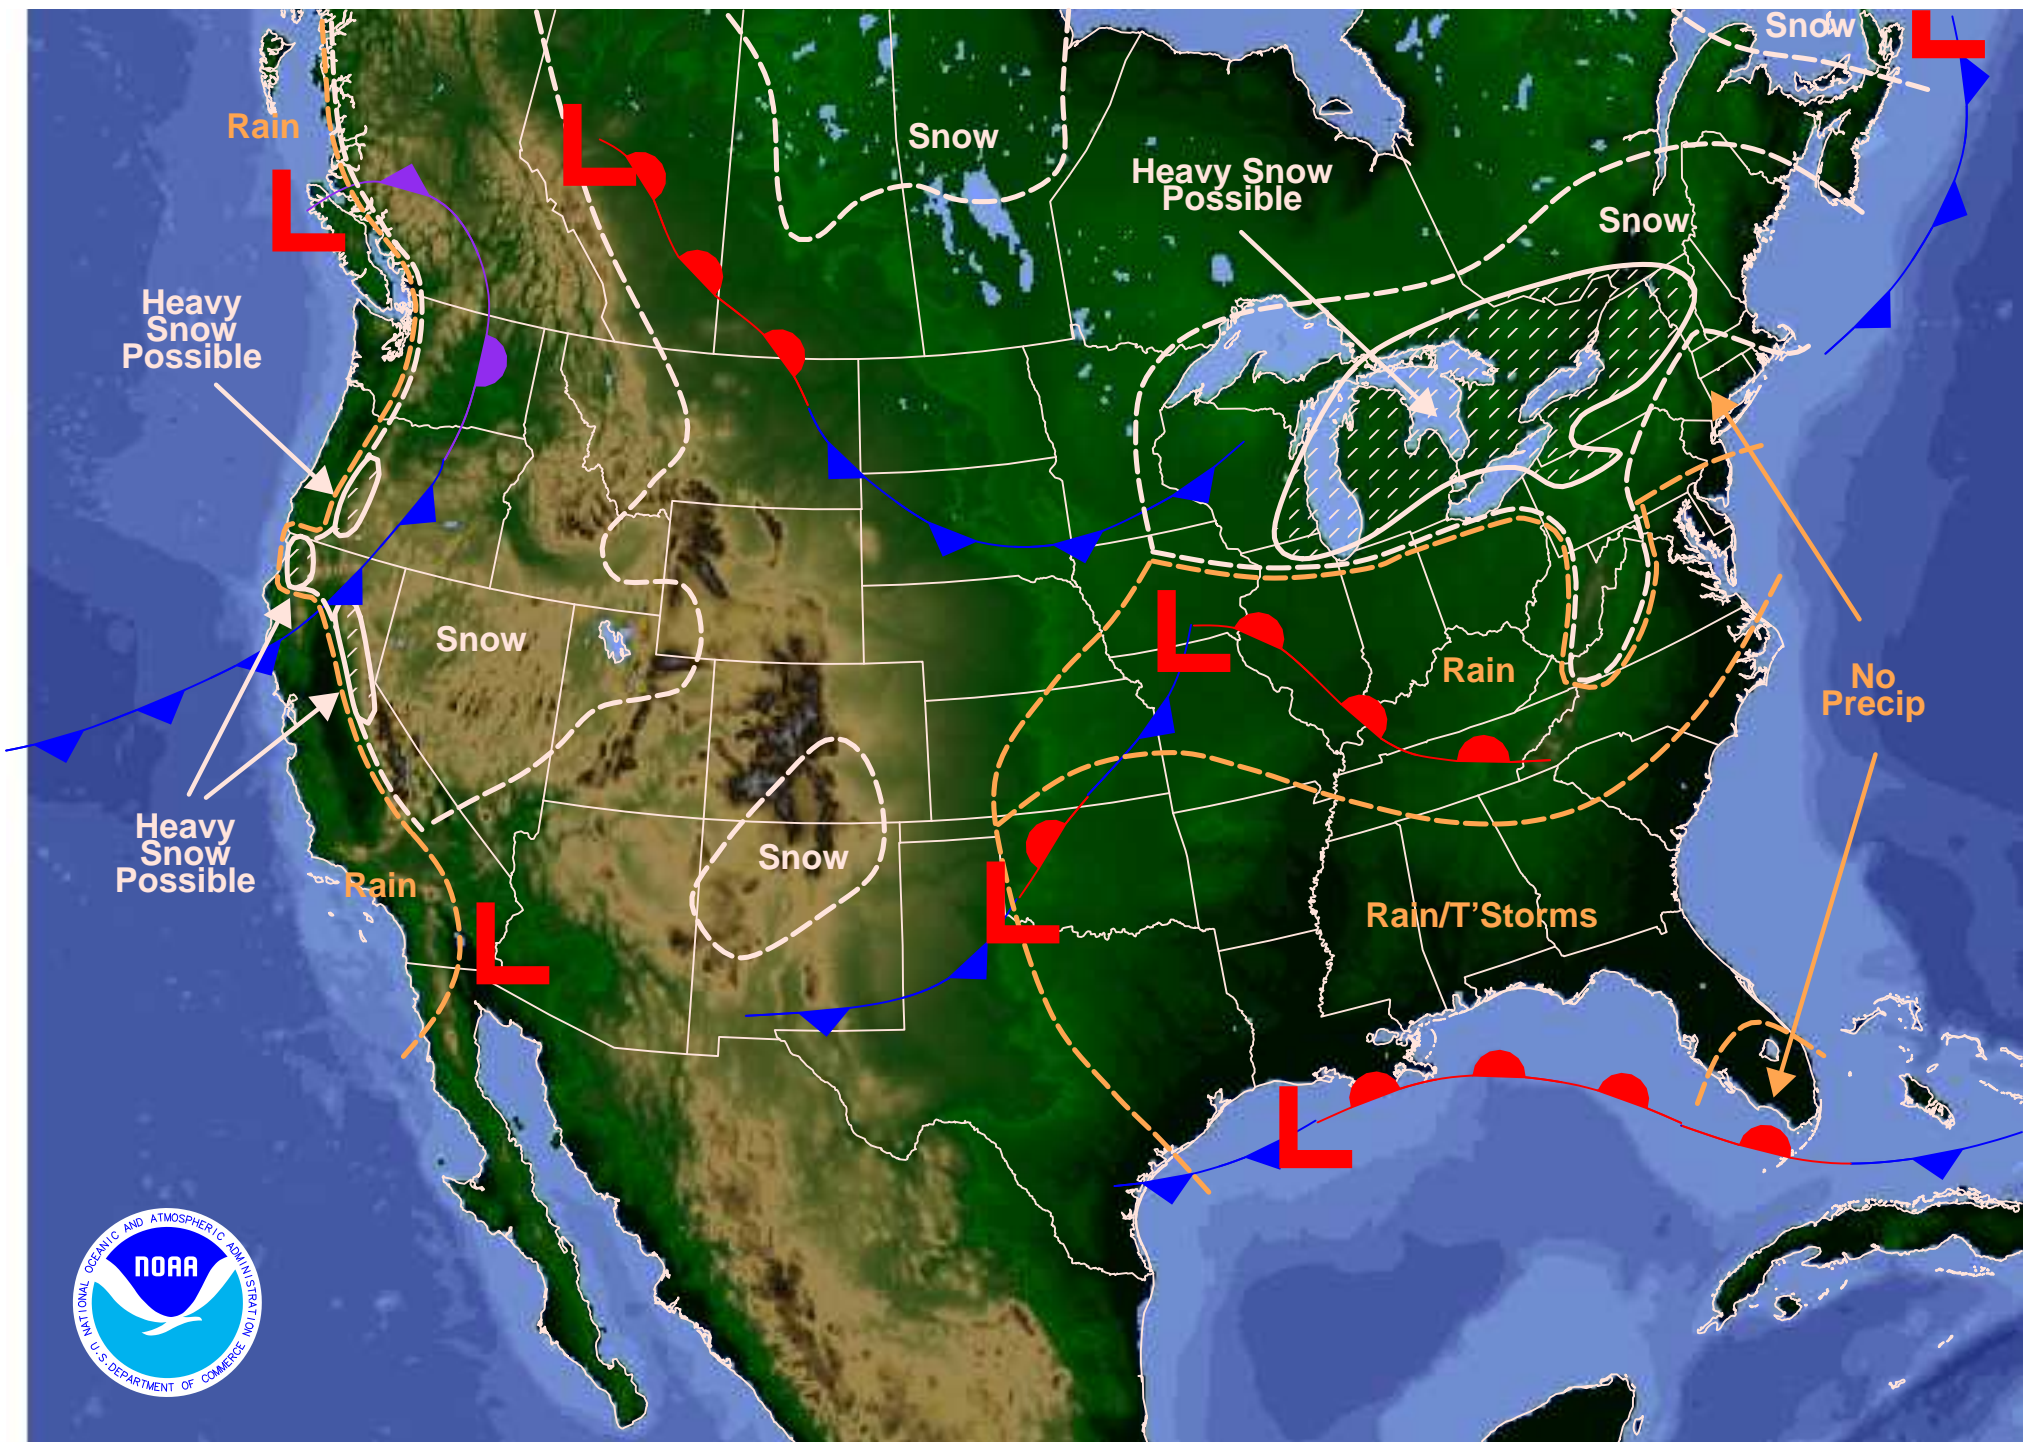 Snow
L
Rain
L
Snow
Heavy Snow
Possible
L
Snow
Heavy
Snow
Possible
L
Snow
Rain
No
Precip
Heavy
Snow
Possible
Snow
Rain
L
L
Rain/T'Storms
L
NATIONAL OCEANIC AND ATMOSPHERIC ADMINISTRATION
NOAA
U.S. DEPARTMENT OF COMMERCE